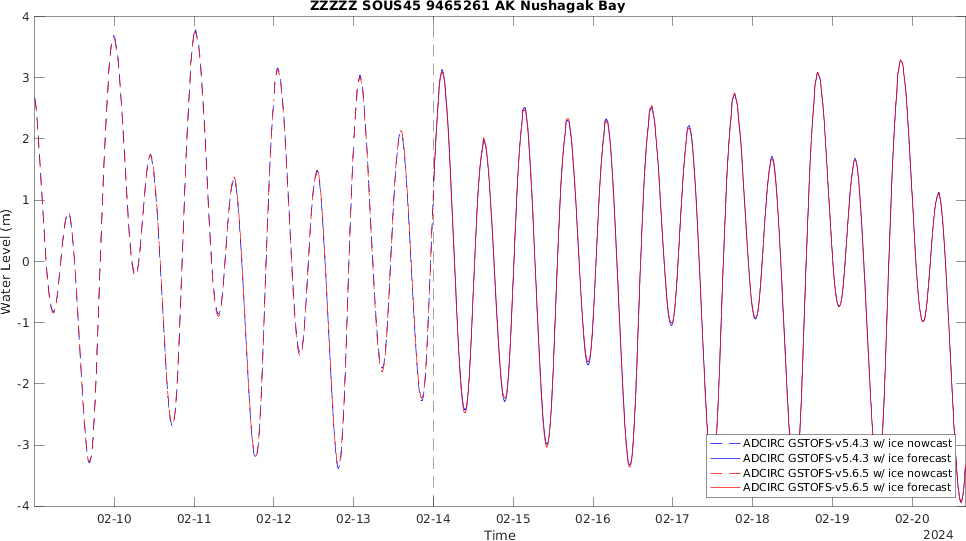 ZZZZZ SOUS45 9465261 AK Nushagak Bay
4
3
2
1
0
-1
-2
-3
-4
Water Level (m)
ADCIRC GSTOFS-v5.4.3 w/ ice nowcast
ADCIRC GSTOFS-v5.4.3 w/ ice forecast
ADCIRC GSTOFS-v5.6.5 w/ ice nowcast
ADCIRC GSTOFS-v5.6.5 w/ ice forecast
02-10 02-11 02-12 02-13 02-14 02-15 02-16 02-17 02-18 02-19 02-20
Time
2024